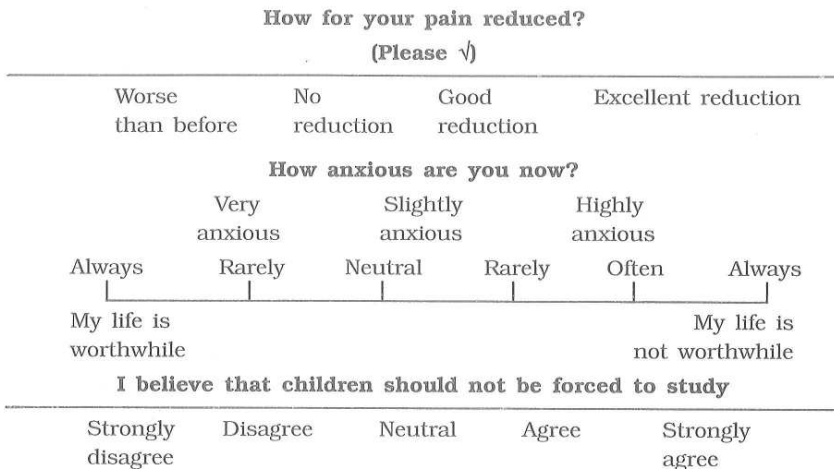 How for your pain reduced?
(Please √)
Worse No Good Excellent reduction
than before reduction reduction
How anxious are you now?
Very Slightly Highly
anxious anxious anxious
Always Rarely Neutral Rarely Often Always
My life is My life is
worthwhile not worthwhile
I believe that children should not be forced to study
Strongly Disagree Neutral Agree Strongly
disagree agree